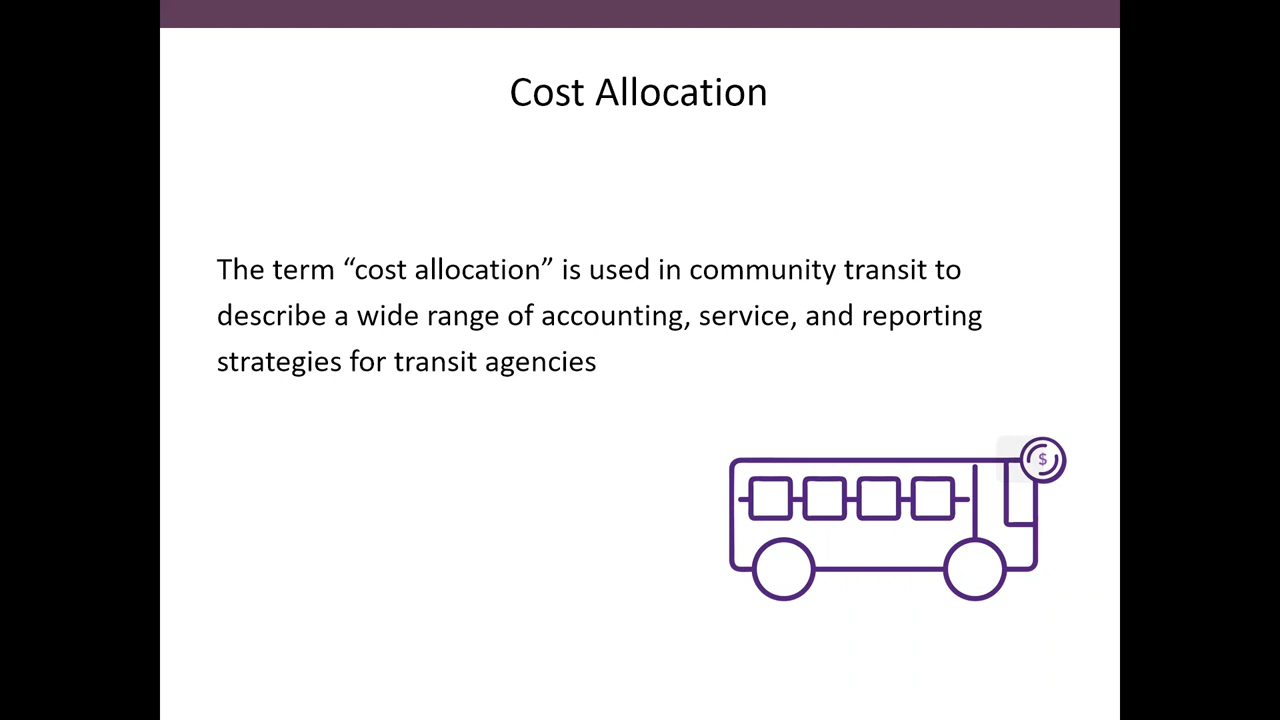 Cost Allocation
The term “cost allocation” is used in community transit to
describe a wide range of accounting, service, and reporting
strategies for transit agencies
$